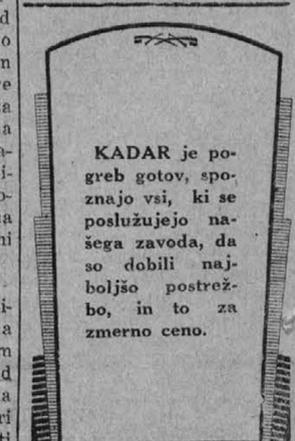 KADAR je po-
greb gotov, spo-
znajo vsi, ki se
poslužujejo na-
šega zavoda, da
so dobili naj-
boljšo postrež-
bo, in to za
zmerno ceno.